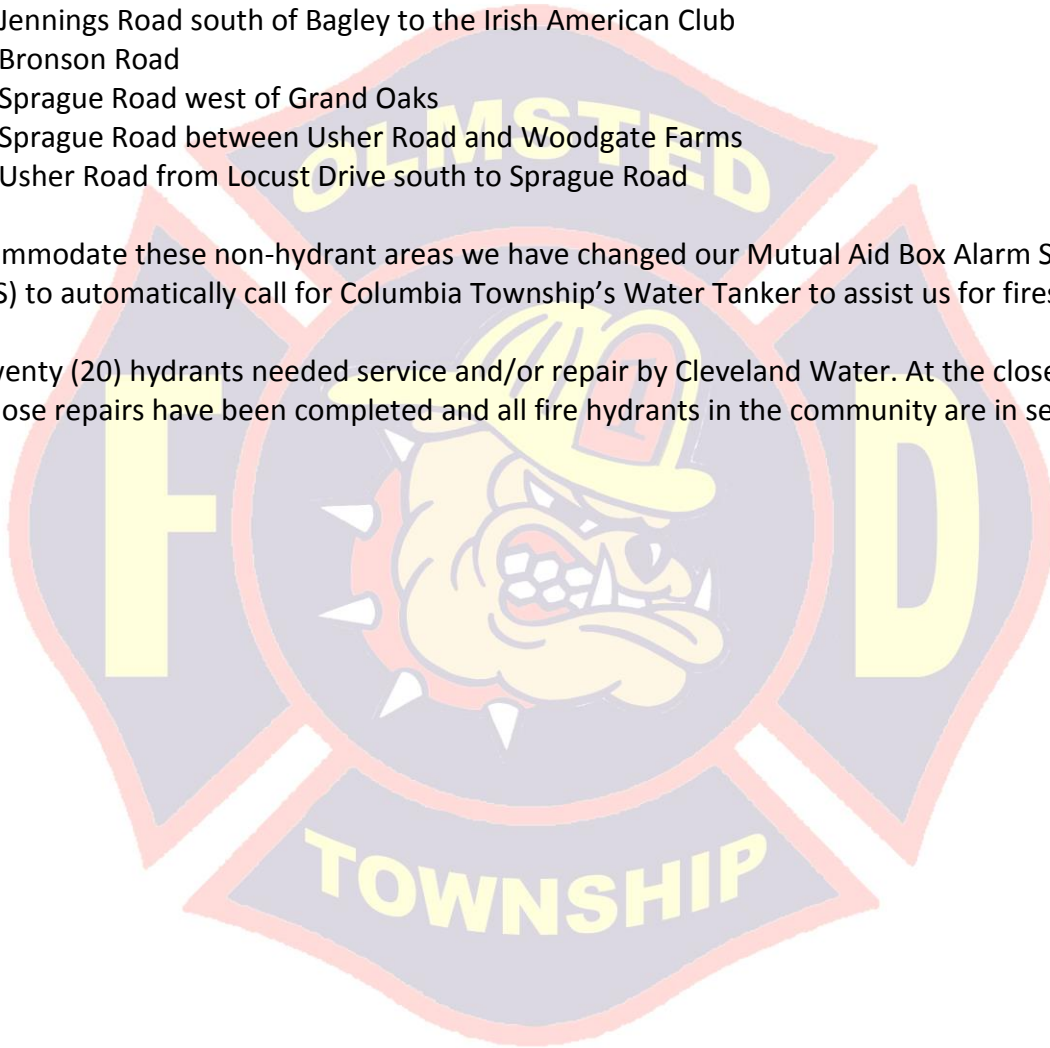 Jennings Road south of Bagley to the Irish American Club
Bronson Road
Sprague Road west of Grand Oaks
Sprague Road between Usher Road and Woodgate Farms
Usher Road from Locust Drive south to Sprague Road
mmodate these non-hydrant areas we have changed our Mutual Aid Box Alarm S
S) to automatically call for Columbia Township's Water Tanker to assist us for fires
venty (20) hydrants needed service and/or repair by Cleveland Water. At the close
ose repairs have been completed and all fire hydrants in the community are in se
OLMSTED
1
F D
TOWNSHIP